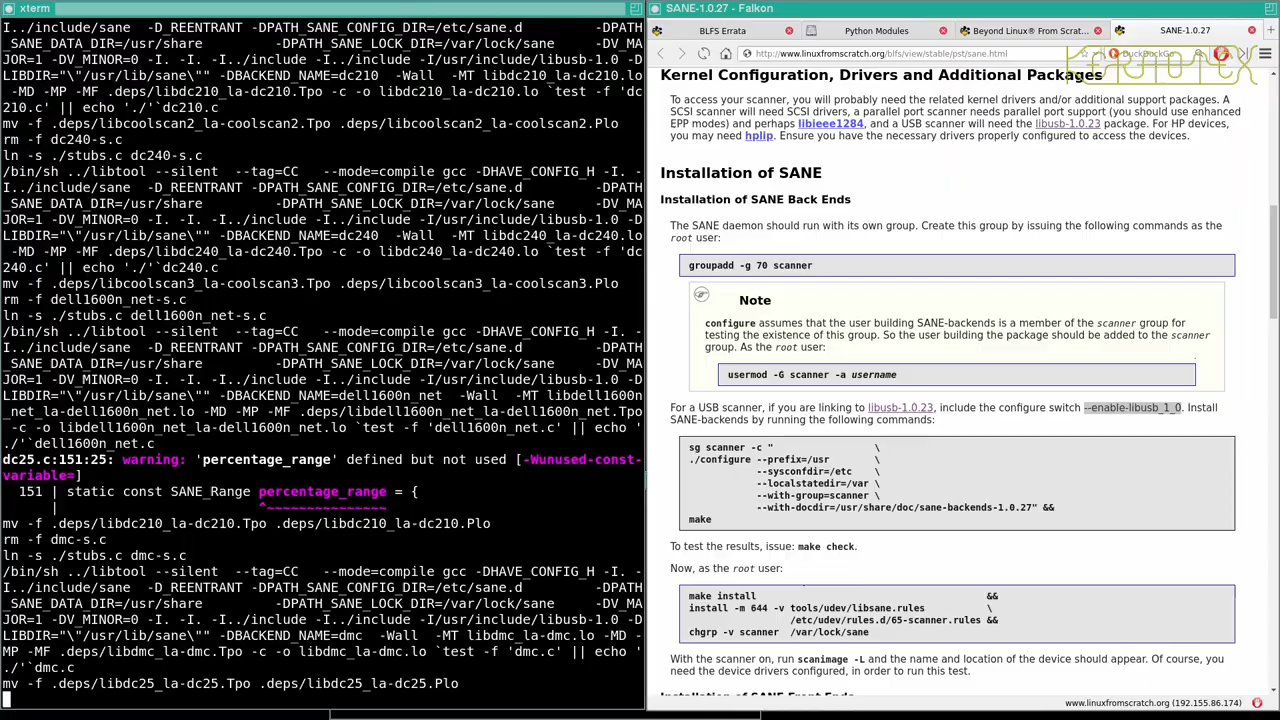 xterm
I../include/sane  -D_REENTRANT -DPATH_SANE_CONFIG_DIR=/etc/sane.d       -DPATH
_SANE_DATA_DIR=/usr/share       -DPATH_SANE_LOCK_DIR=/var/lock/sane  -DV_MA
JOR=1 -DV_MINOR=0 -I. -I. -I../include -I../include -I/usr/include/libusb-1.0 -D
LIBDIR="\"/usr/lib/sane\"" -DBACKEND_NAME=dc210  -Wall  -MT libdc210_la-dc210.lo
-MD -MP -MF .deps/libdc210_la-dc210.Tpo -c -o libdc210_la-dc210.lo `test -f 'dc
210.c' || echo './'`dc210.c
mv -f .deps/libcoolscan2_la-coolscan2.Tpo .deps/libcoolscan2_la-coolscan2.Plo
rm -f dc240-s.c
ln -s ./stubs.c dc240-s.c
/bin/sh ../libtool --silent  --tag=CC   --mode=compile gcc -DHAVE_CONFIG_H -I. -
I../include/sane  -D_REENTRANT -DPATH_SANE_CONFIG_DIR=/etc/sane.d       -DPATH
_SANE_DATA_DIR=/usr/share       -DPATH_SANE_LOCK_DIR=/var/lock/sane  -DV_MA
JOR=1 -DV_MINOR=0 -I. -I. -I../include -I../include -I/usr/include/libusb-1.0 -D
LIBDIR="\"/usr/lib/sane\"" -DBACKEND_NAME=dc240  -Wall  -MT libdc240_la-dc240.lo
-MD -MP -MF .deps/libdc240_la-dc240.Tpo -c -o libdc240_la-dc240.lo `test -f 'dc
240.c' || echo './'`dc240.c
mv -f .deps/libcoolscan3_la-coolscan3.Tpo .deps/libcoolscan3_la-coolscan3.Plo
rm -f dell1600n_net-s.c
ln -s ./stubs.c dell1600n_net-s.c
/bin/sh ../libtool --silent  --tag=CC   --mode=compile gcc -DHAVE_CONFIG_H -I. -
I../include/sane  -D_REENTRANT -DPATH_SANE_CONFIG_DIR=/etc/sane.d       -DPATH
_SANE_DATA_DIR=/usr/share       -DPATH_SANE_LOCK_DIR=/var/lock/sane  -DV_MA
JOR=1 -DV_MINOR=0 -I. -I. -I../include -I../include -I/usr/include/libusb-1.0 -D
LIBDIR="\"/usr/lib/sane\"" -DBACKEND_NAME=dell1600n_net  -Wall  -MT libdell1600n
_net_la-dell1600n_net.lo -MD -MP -MF .deps/libdell1600n_net_la-dell1600n_net.Tpo
 -c -o libdell1600n_net_la-dell1600n_net.lo `test -f 'dell1600n_net.c' || echo '
./'`dell1600n_net.c
dc25.c:151:25: warning: 'percentage_range' defined but not used [-Wunused-const-
variable=]
  151 | static const SANE_Range percentage_range = {
      |                         ^~~~~~~~~~~~~~~~
mv -f .deps/libdc210_la-dc210.Tpo .deps/libdc210_la-dc210.Plo
rm -f dmc-s.c
ln -s ./stubs.c dmc-s.c
/bin/sh ../libtool --silent  --tag=CC   --mode=compile gcc -DHAVE_CONFIG_H -I. -
I../include/sane  -D_REENTRANT -DPATH_SANE_CONFIG_DIR=/etc/sane.d       -DPATH
_SANE_DATA_DIR=/usr/share       -DPATH_SANE_LOCK_DIR=/var/lock/sane  -DV_MA
JOR=1 -DV_MINOR=0 -I. -I. -I../include -I../include -I/usr/include/libusb-1.0 -D
LIBDIR="\"/usr/lib/sane\"" -DBACKEND_NAME=dmc  -Wall  -MT libdmc_la-dmc.lo -MD -
MP -MF .deps/libdmc_la-dmc.Tpo -c -o libdmc_la-dmc.lo `test -f 'dmc.c' || echo '
./'`dmc.c
mv -f .deps/libdc25_la-dc25.Tpo .deps/libdc25_la-dc25.Plo
SANE-1.0.27 - Falkon
BLFS Errata
Python Modules
Beyond Linux® From Scrat...
SANE-1.0.27
http://www.linuxfromscratch.org/blfs/view/stable/pst/sane.html
DuckDuckGo
KERNOTEX
Kernel Configuration, Drivers and Additional Packages
To access your scanner, you will probably need the related kernel drivers and/or additional support packages. A
SCSI scanner will need SCSI drivers, a parallel port scanner needs parallel port support (you should use enhanced
EPP modes) and perhaps libieee1284, and a USB scanner will need the libusb-1.0.23 package. For HP devices,
you may need hplip. Ensure you have the necessary drivers properly configured to access the devices.
Installation of SANE
Installation of SANE Back Ends
The SANE daemon should run with its own group. Create this group by issuing the following commands as the
root user:
groupadd -g 70 scanner
Note
configure assumes that the user building SANE-backends is a member of the scanner group for
testing the existence of this group. So the user building the package should be added to the scanner
group. As the root user:
usermod -G scanner -a username
For a USB scanner, if you are linking to libusb-1.0.23, include the configure switch --enable-libusb_1_0. Install
SANE-backends by running the following commands:
sg scanner -c "                  \
./configure --prefix=/usr        \
            --sysconfdir=/etc    \
            --localstatedir=/var \
            --with-group=scanner \
            --with-docdir=/usr/share/doc/sane-backends-1.0.27" &&
make
To test the results, issue: make check.
Now, as the root user:
make install                                         &&
install -m 644 -v tools/udev/libsane.rules           \
                  /etc/udev/rules.d/65-scanner.rules &&
chgrp -v scanner  /var/lock/sane
With the scanner on, run scanimage -L and the name and location of the device should appear. Of course, you
need the device drivers configured, in order to run this test.
Installation of SANE Front Ends
www.linuxfromscratch.org (192.155.86.174)